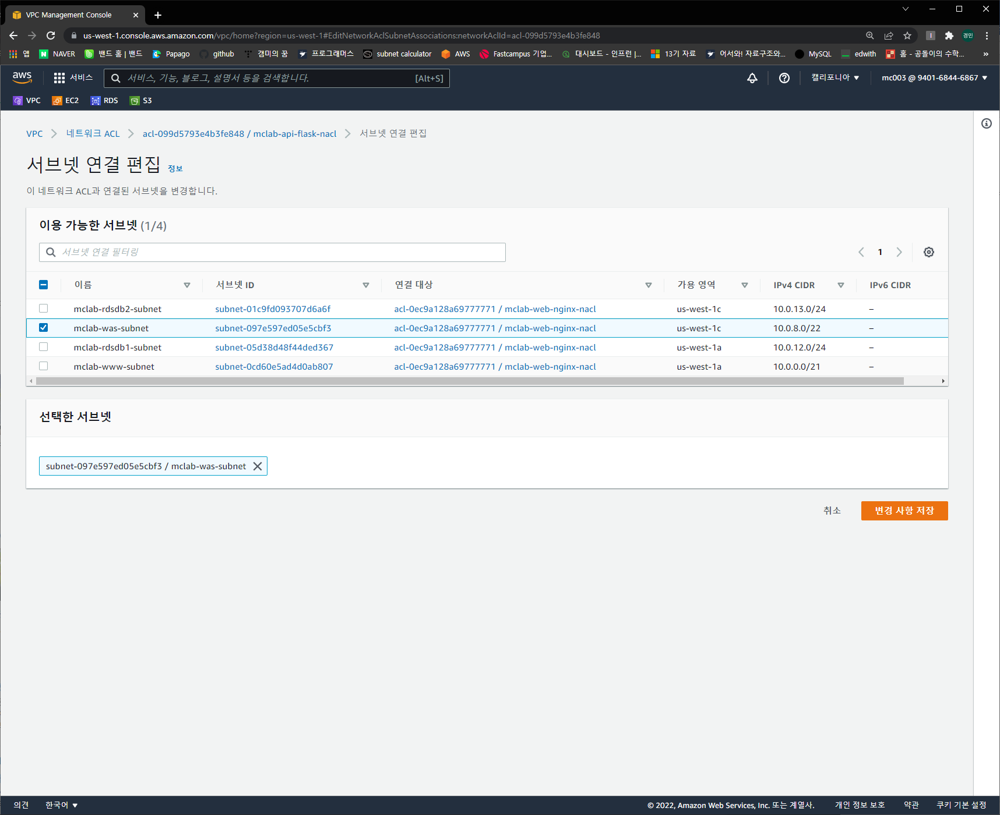 VPC Management Console
us-west-1.console.aws.amazon.com/vpc/home?region=us-west-1#EditNetworkAclSubnetAssociations:networkAclId=acl-099d5793e4b3fe848
경민
앱 NAVER 밴드 홈 | 밴드 Papago github 캠미의 꿈 프로그래머스 subnet calculator AWS Fastcampus 기업... 대시보드 - 인프런 |... 13기 자료 어서와! 자료구조와... MySQL edwith 홈 - 공돌이의 수학... »
aws 서비스 서비스, 기능, 블로그, 설명서 등을 검색합니다. [Alt+S] 캘리포니아 mc003 @ 9401-6844-6867
VPC EC2 RDS S3
VPC 네트워크 ACL acl-099d5793e4b3fe848 / mclab-api-flask-nacl 서브넷 연결 편집
서브넷 연결 편집 정보
이 네트워크 ACL과 연결된 서브넷을 변경합니다.
이용 가능한 서브넷 (1/4)
서브넷 연결 필터링 1
이름 서브넷 ID 연결 대상 가용 영역 IPv4 CIDR IPv6 CIDR
mclab-rdsdb2-subnet subnet-01c9fd093707d6a6f acl-0ec9a128a69777771 / mclab-web-nginx-nacl us-west-1c 10.0.13.0/24 –
mclab-was-subnet subnet-097e597ed05e5cbf3 acl-0ec9a128a69777771 / mclab-web-nginx-nacl us-west-1c 10.0.8.0/22 –
mclab-rdsdb1-subnet subnet-05d38d48f44ded367 acl-0ec9a128a69777771 / mclab-web-nginx-nacl us-west-1a 10.0.12.0/24 –
mclab-www-subnet subnet-0cd60e5ad4d0ab807 acl-0ec9a128a69777771 / mclab-web-nginx-nacl us-west-1a 10.0.0.0/21 –
선택한 서브넷
subnet-097e597ed05e5cbf3 / mclab-was-subnet
취소 변경 사항 저장
의견 한국어 © 2022, Amazon Web Services, Inc. 또는 계열사. 개인 정보 보호 약관 쿠키 기본 설정